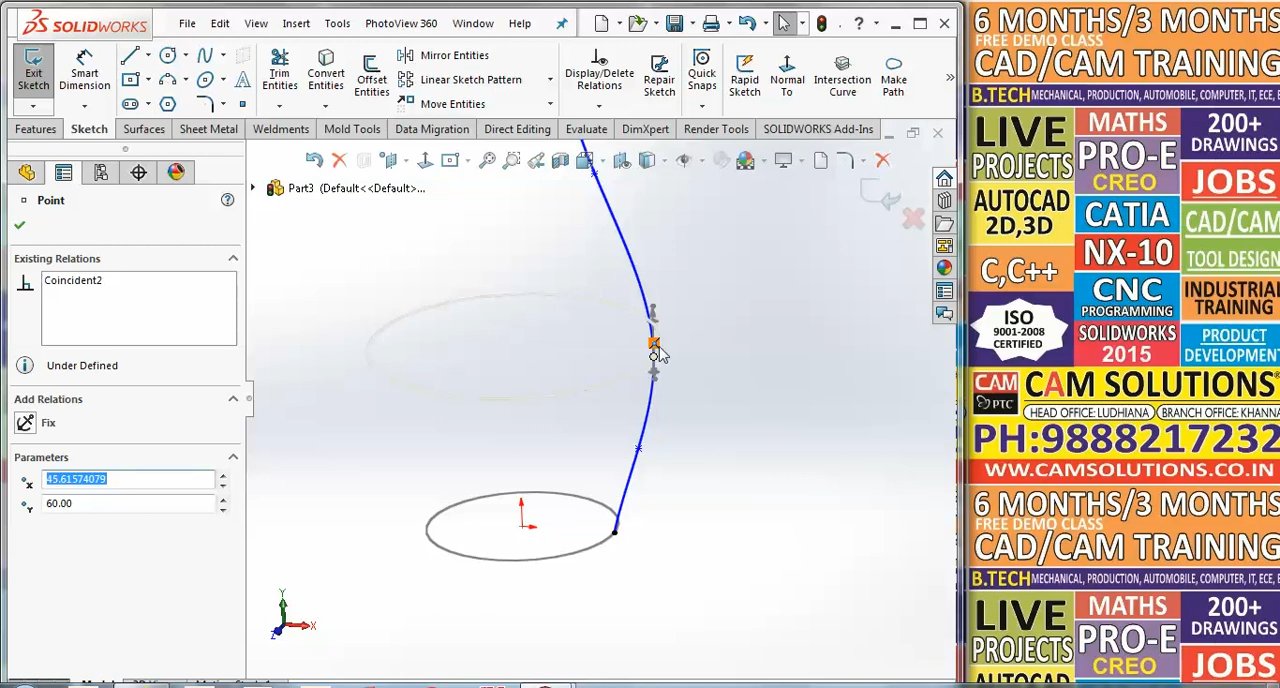 SOLIDWORKS
File Edit View Insert Tools PhotoView 360 Window Help
Exit Sketch
Smart Dimension
Trim Entities
Convert Entities
Offset Entities
Mirror Entities
Linear Sketch Pattern
Move Entities
Display/Delete Relations
Repair Sketch
Quick Snaps
Rapid Sketch
Normal To
Intersection Curve
Make Path
Features Sketch Surfaces Sheet Metal Weldments Mold Tools Data Migration Direct Editing Evaluate DimXpert Render Tools SOLIDWORKS Add-Ins
Part3 (Default<<Default>...
Point
Existing Relations
Coincident2
Under Defined
Add Relations
Fix
Parameters
45.61574079
60.00
Y
X
Z
6 MONTHS/3 MONTHS
FREE DEMO CLASS
CAD/CAM TRAINING
B.TECH MECHANICAL, PRODUCTION, AUTOMOBILE, COMPUTER, IT, ECE,
LIVE PROJECTS
MATHS
PRO-E
CREO
200+
DRAWINGS
JOBS
AUTOCAD
2D,3D
CATIA
CAD/CAM
NX-10
TOOL DESIGN
C,C++
CNC
PROGRAMMING
INDUSTRIAL
TRAINING
ISO
9001-2008
CERTIFIED
SOLIDWORKS
2015
PRODUCT
DEVELOPMENT
CAM
PTC
CAM SOLUTIONS
HEAD OFFICE: LUDHIANA BRANCH OFFICE: KHANNA
PH:9888217232
WW.CAMSOLUTIONS.CO.IN
6 MONTHS/3 MONTHS
FREE DEMO CLASS
CAD/CAM TRAINING
B.TECH MECHANICAL, PRODUCTION, AUTOMOBILE, COMPUTER, IT, ECE,
LIVE PROJECTS
MATHS
PRO-E
CREO
200+
DRAWINGS
JOBS
AUTOCAD